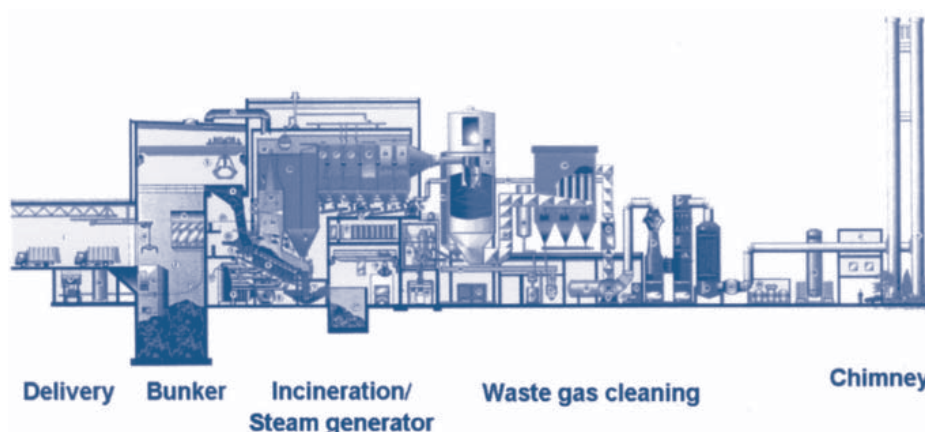 Delivery
Bunker
Incineration/
Steam generator
Waste gas cleaning
Chimney